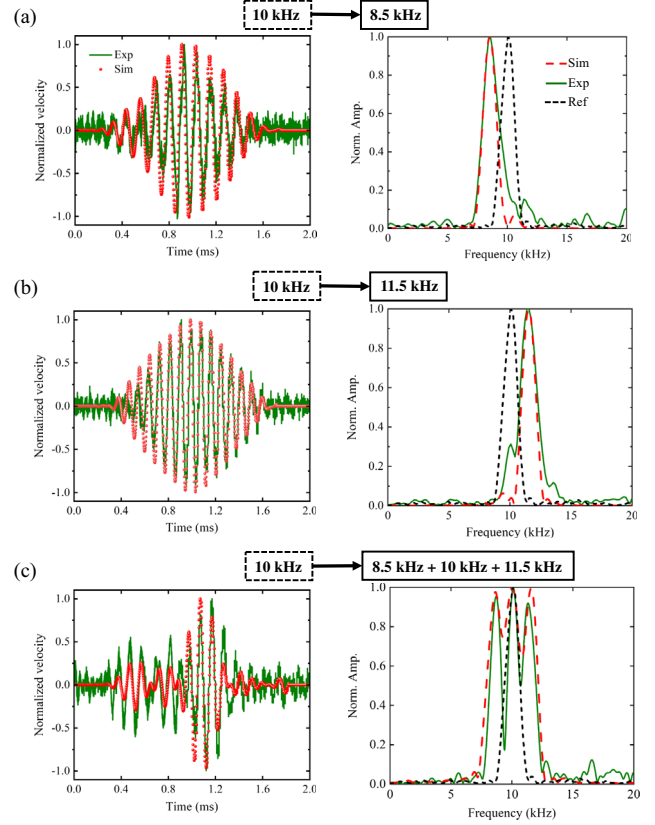 (a)
10 kHz
8.5 kHz
Normalized velocity
1.0
0.5
0.0
-0.5
-1.0
Exp
Sim
0.0
0.4
0.8
1.2
1.6
2.0
Time (ms)
Norm. Amp.
1.0
0.8
0.6
0.4
0.2
0.0
Sim
Exp
Ref
0
5
10
15
20
Frequency (kHz)
(b)
10 kHz
11.5 kHz
Normalized velocity
1.0
0.5
0.0
-0.5
-1.0
0.0
0.4
0.8
1.2
1.6
2.0
Time (ms)
Norm. Amp.
1.0
0.8
0.6
0.4
0.2
0.0
0
5
10
15
20
Frequency (kHz)
(c)
10 kHz
8.5 kHz + 10 kHz + 11.5 kHz
Normalized velocity
1.0
0.5
0.0
-0.5
-1.0
0.0
0.4
0.8
1.2
1.6
2.0
Time (ms)
Norm. Amp.
1.0
0.8
0.6
0.4
0.2
0.0
0
5
10
15
20
Frequency (kHz)